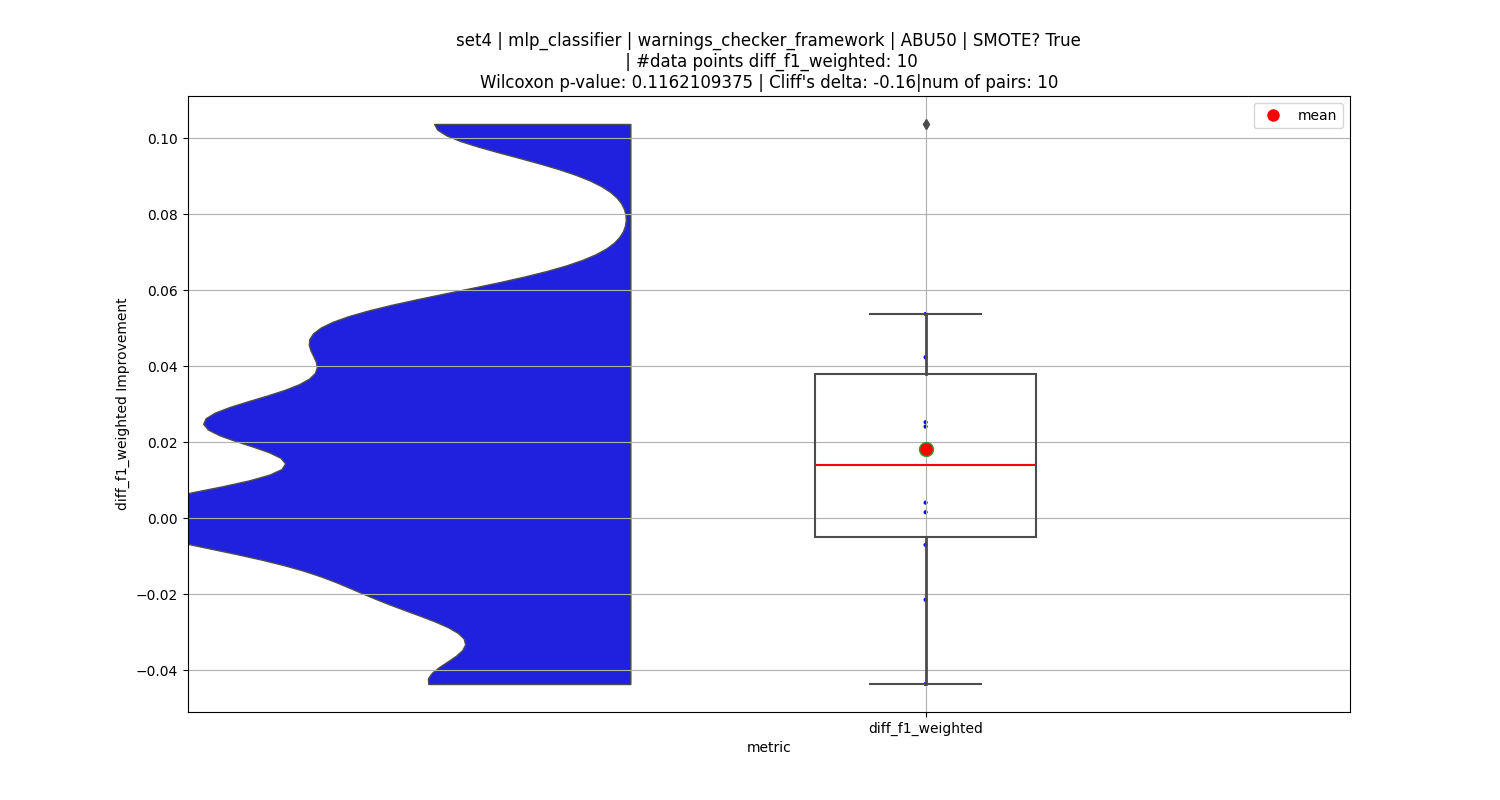 set4 | mlp_classifier | warnings_checker_framework | ABU50 | SMOTE? True
| #data points diff_f1_weighted: 10
Wilcoxon p-value: 0.1162109375 | Cliff's delta: -0.16|num of pairs: 10
mean
0.10
0.08
0.06
0.04
0.02
0.00
−0.02
−0.04
diff_f1_weighted Improvement
diff_f1_weighted
metric